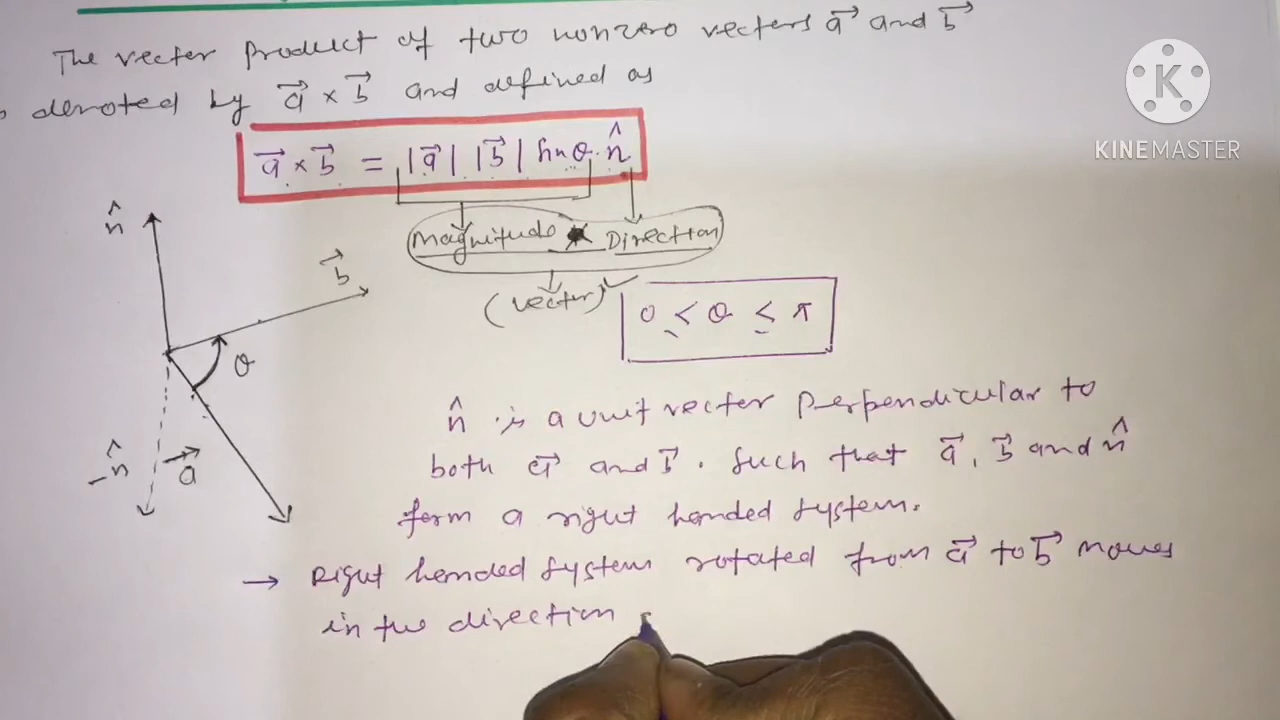 The vector product of two nonzero vectors a⃗ and b⃗
denoted by a⃗ × b⃗ and defined as
a⃗ × b⃗ = |a⃗| |b⃗| sinθ. n̂
Magnitude Direction
(vector)
0 < θ ≤ π
n̂
b⃗
θ
-n̂
a⃗
n̂ is a unit vector perpendicular to
both a⃗ and b⃗. Such that a⃗, b⃗ and n̂
form a right handed system.
→ Right handed system rotated from a⃗ to b⃗ moves
in the direction
K
KINEMASTER